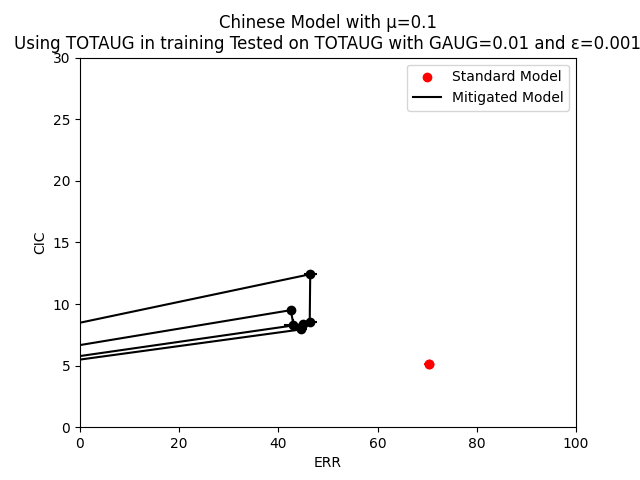 Chinese Model with μ=0.1
Using TOTAUG in training Tested on TOTAUG with GAUG=0.01 and ε=0.001
30
25
20
15
10
5
0
CIC
Standard Model
Mitigated Model
0 20 40 60 80 100
ERR